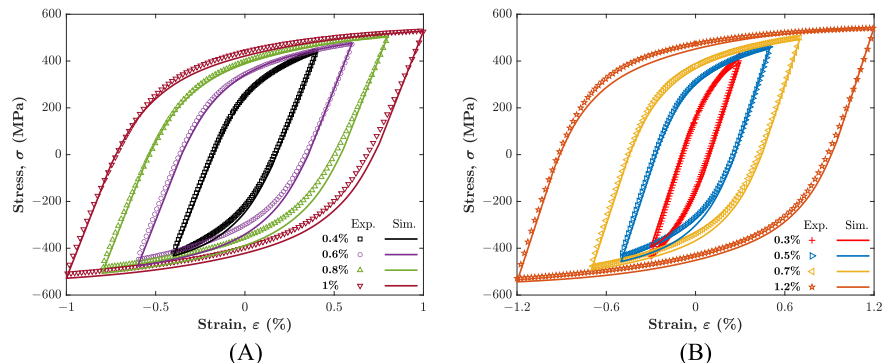 600
400
200
0
−200
−400
−600
Stress, σ (MPa)
Exp. Sim.
0.4%
0.6%
0.8%
1%
−1 −0.5 0 0.5 1
Strain, ε (%)
(A)
600
400
200
0
−200
−400
−600
Stress, σ (MPa)
Exp. Sim.
0.3%
0.5%
0.7%
1.2%
−1.2 −0.6 0 0.6 1.2
Strain, ε (%)
(B)